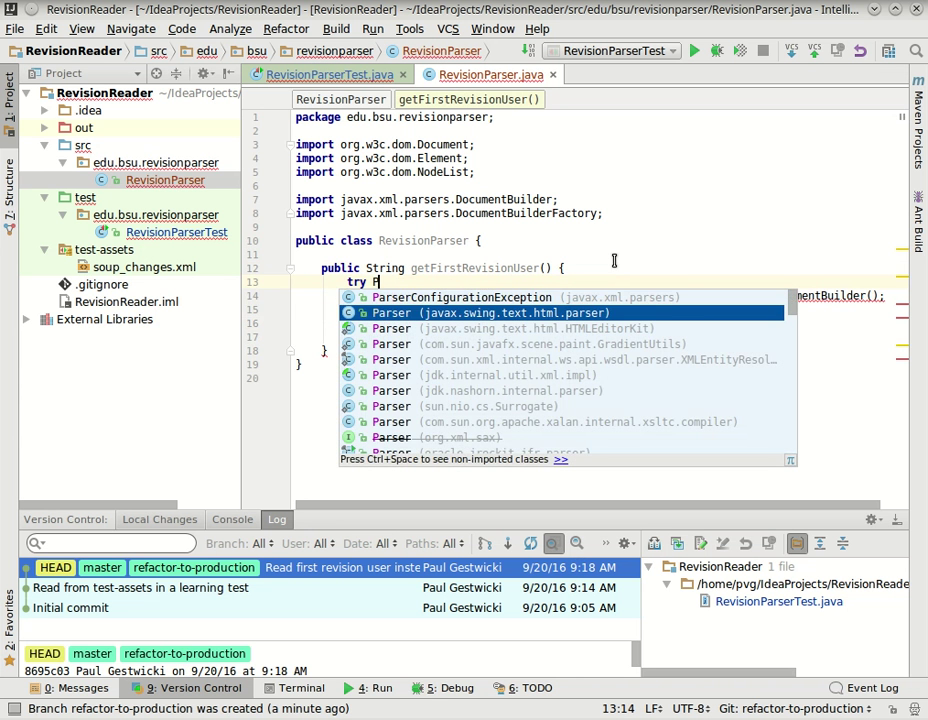 RevisionReader - [~/IdeaProjects/RevisionReader] - [RevisionReader] - ~/IdeaProjects/RevisionReader/src/edu/bsu/revisionparser/RevisionParser.java - Intelli...
File Edit View Navigate Code Analyze Refactor Build Run Tools VCS Window Help
RevisionReader src edu bsu revisionparser RevisionParser RevisionParserTest VCS VCS
Project
RevisionParserTest.java × RevisionParser.java ×
RevisionReader ~/IdeaProjects/
.idea
out
src
edu.bsu.revisionparser
RevisionParser
test
edu.bsu.revisionparser
RevisionParserTest
test-assets
soup_changes.xml
.gitignore
RevisionReader.iml
External Libraries
1: Project
7: Structure
2: Favorites
Maven Projects
Ant Build
RevisionParser getFirstRevisionUser()
1 package edu.bsu.revisionparser;
2
3 import org.w3c.dom.Document;
4 import org.w3c.dom.Element;
5 import org.w3c.dom.NodeList;
6
7 import javax.xml.parsers.DocumentBuilder;
8 import javax.xml.parsers.DocumentBuilderFactory;
9
10 public class RevisionParser {
11
12 public String getFirstRevisionUser() {
13 try P
14 mentBuilder();
15
16
17
18 }
19 }
20
ParserConfigurationException (javax.xml.parsers)
Parser (javax.swing.text.html.parser)
Parser (javax.swing.text.html.HTMLEditorKit)
Parser (com.sun.javafx.scene.paint.GradientUtils)
Parser (com.sun.xml.internal.ws.api.wsdl.parser.XMLEntityResol…
Parser (jdk.internal.util.xml.impl)
Parser (jdk.nashorn.internal.parser)
Parser (sun.nio.cs.Surrogate)
Parser (com.sun.org.apache.xalan.internal.xsltc.compiler)
Parser (org.xml.sax)
Parser (oracle.jrockit.jfr.parser)
Press Ctrl+Space to see non-imported classes >> π
Version Control: Local Changes Console Log
Branch: All User: All Date: All Paths: All
HEAD master refactor-to-production Read first revision user inste Paul Gestwicki 9/20/16 9:18 AM
Read from test-assets in a learning test Paul Gestwicki 9/20/16 9:14 AM
Initial commit Paul Gestwicki 9/20/16 9:05 AM
HEAD master refactor-to-production
8695c03 Paul Gestwicki on 9/20/16 at 9:18 AM
RevisionReader 1 file
/home/pvg/IdeaProjects/RevisionReade
RevisionParserTest.java
0: Messages 9: Version Control Terminal 4: Run 5: Debug 6: TODO Event Log
Branch refactor-to-production was created (a minute ago) 13:14 LF÷ UTF-8÷ Git: refactor-to-production÷